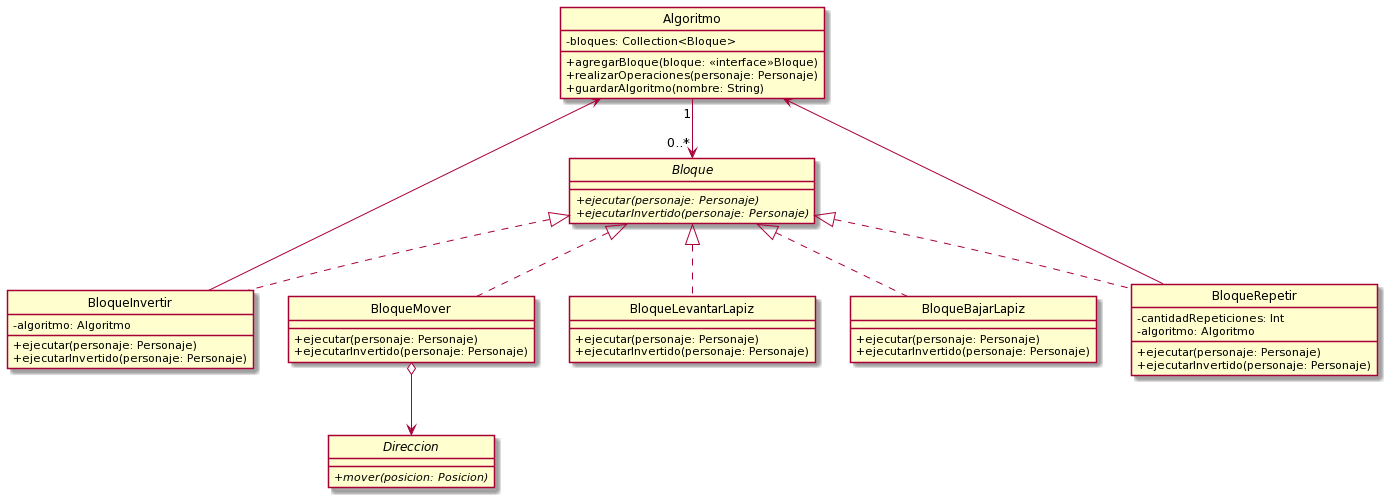 Algoritmo
-bloques: Collection<Bloque>
+agregarBloque(bloque: «interface»Bloque)
+realizarOperaciones(personaje: Personaje)
+guardarAlgoritmo(nombre: String)
1
0..*
Bloque
+ejecutar(personaje: Personaje)
+ejecutarInvertido(personaje: Personaje)
BloqueInvertir
-algoritmo: Algoritmo
+ejecutar(personaje: Personaje)
+ejecutarInvertido(personaje: Personaje)
BloqueMover
+ejecutar(personaje: Personaje)
+ejecutarInvertido(personaje: Personaje)
BloqueLevantarLapiz
+ejecutar(personaje: Personaje)
+ejecutarInvertido(personaje: Personaje)
BloqueBajarLapiz
+ejecutar(personaje: Personaje)
+ejecutarInvertido(personaje: Personaje)
BloqueRepetir
-cantidadRepeticiones: Int
-algoritmo: Algoritmo
+ejecutar(personaje: Personaje)
+ejecutarInvertido(personaje: Personaje)
Direccion
+mover(posicion: Posicion)